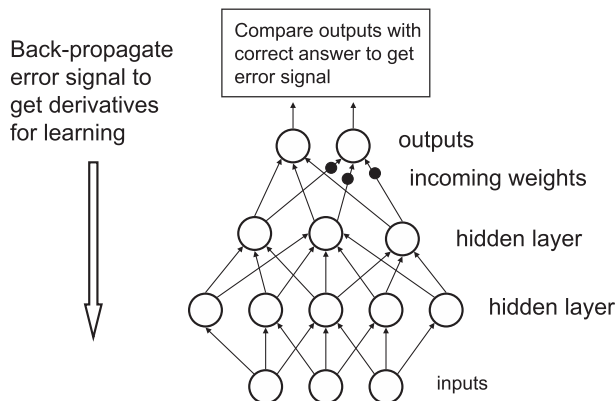 Back-propagate
error signal to
get derivatives
for learning
Compare outputs with
correct answer to get
error signal
outputs
incoming weights
hidden layer
hidden layer
inputs